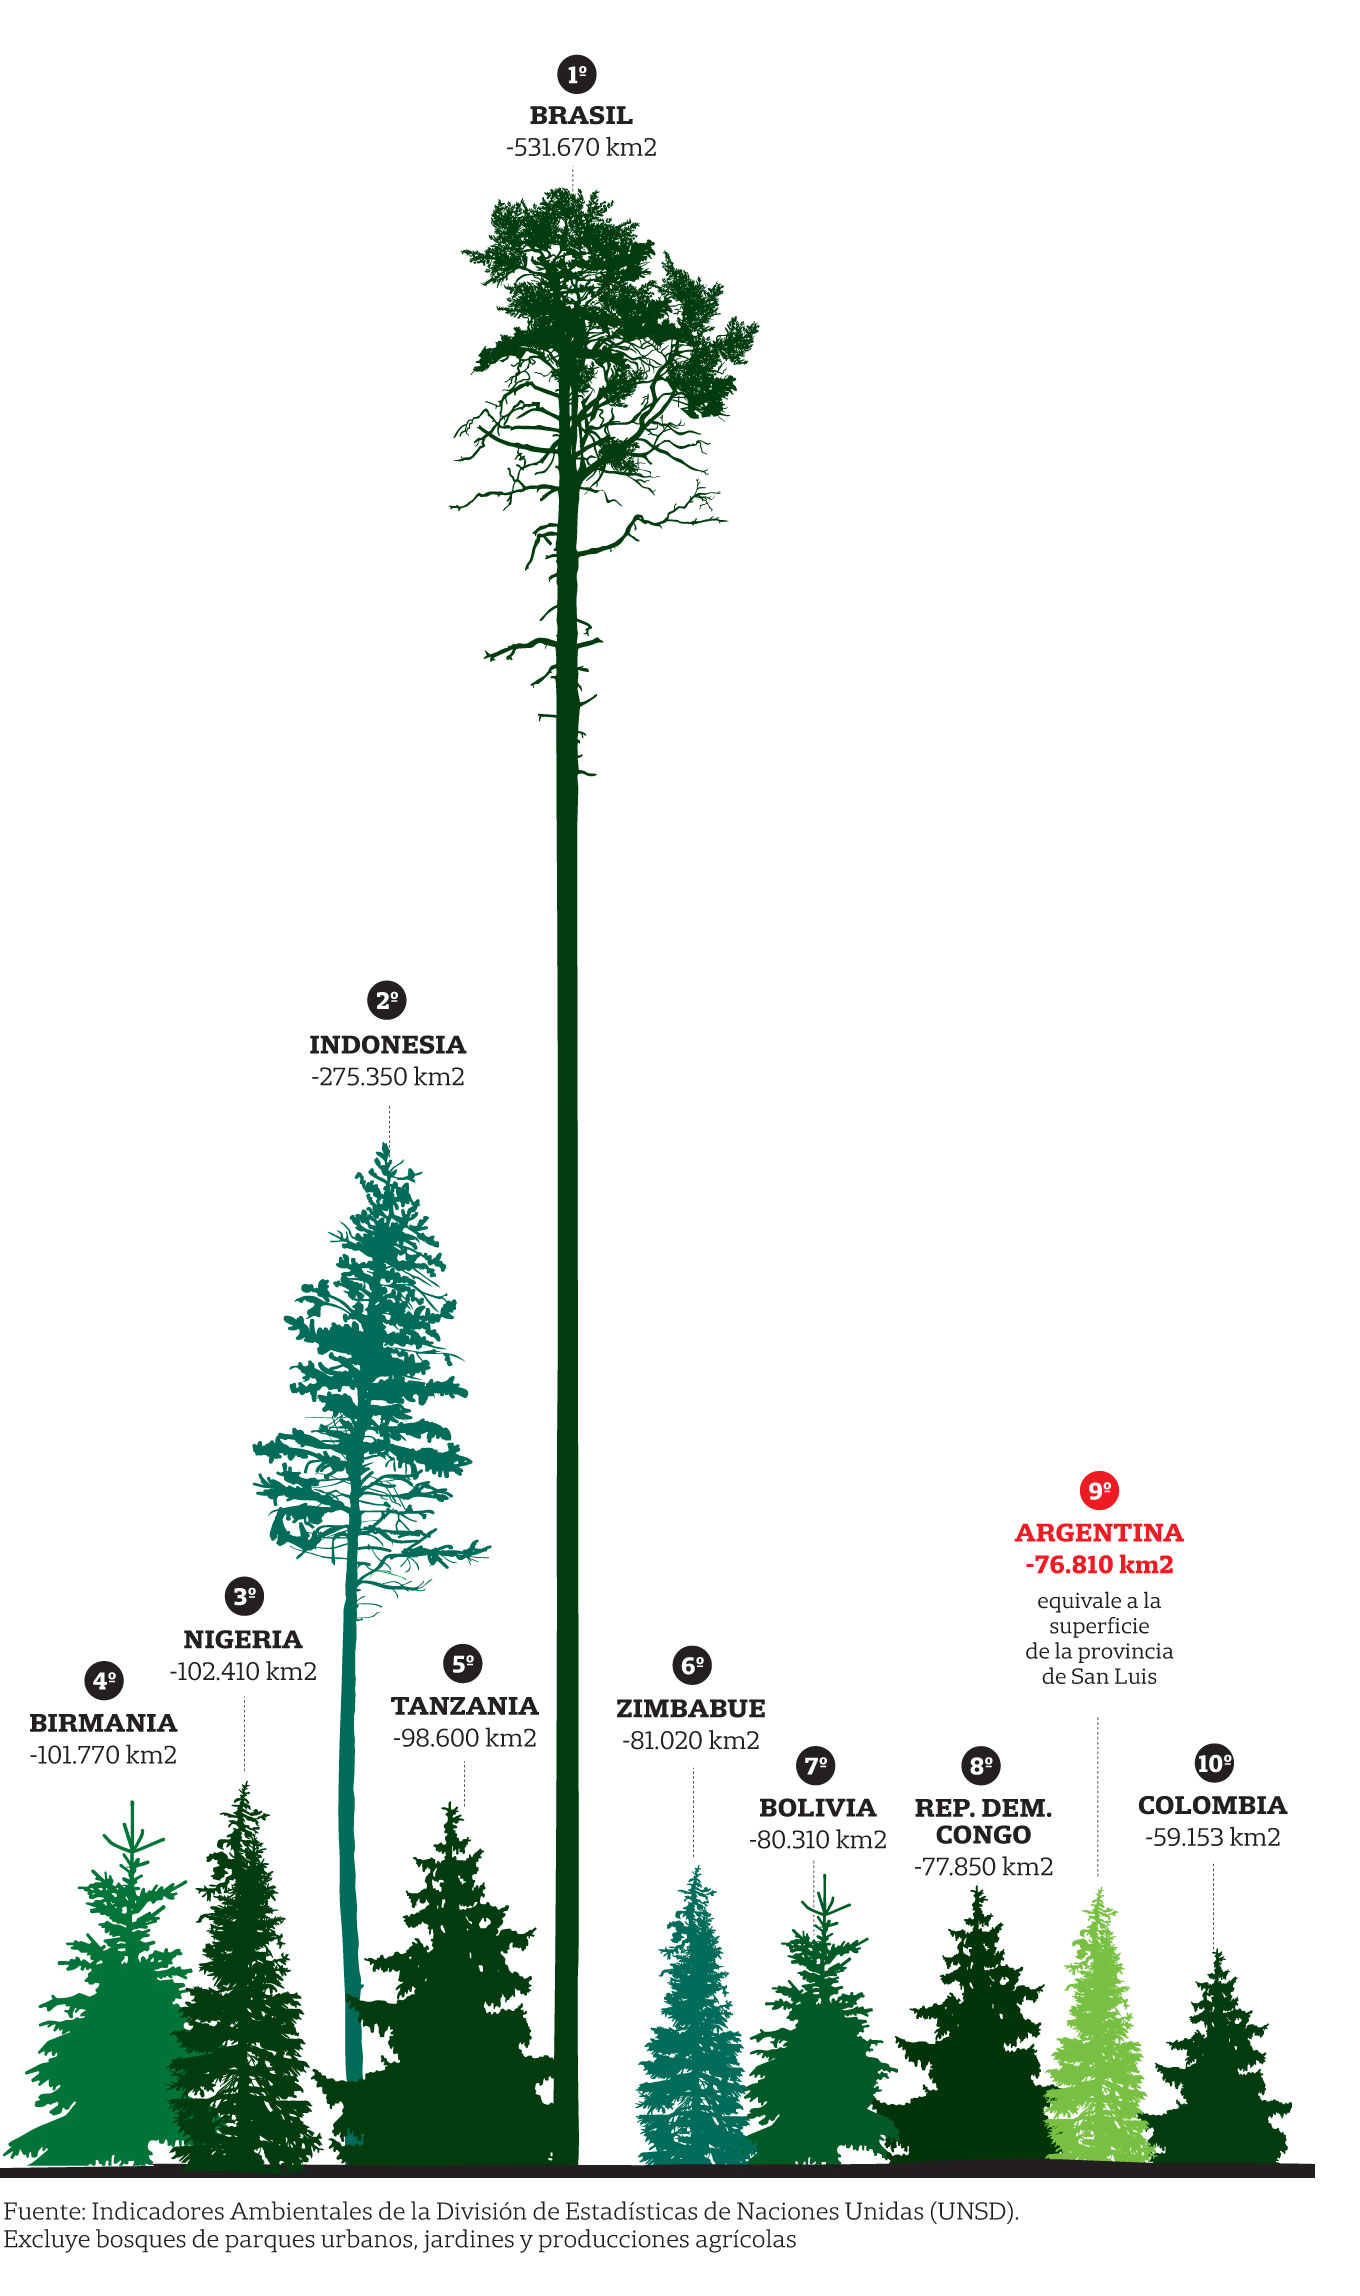 1º
BRASIL
-531.670 km2
2º
INDONESIA
-275.350 km2
3º
NIGERIA
-102.410 km2
4º
BIRMANIA
-101.770 km2
5º
TANZANIA
-98.600 km2
6º
ZIMBABUE
-81.020 km2
7º
BOLIVIA
-80.310 km2
8º
REP. DEM.
CONGO
-77.850 km2
9º
ARGENTINA
-76.810 km2
equivale a la
superficie
de la provincia
de San Luis
10º
COLOMBIA
-59.153 km2
Fuente: Indicadores Ambientales de la División de Estadísticas de Naciones Unidas (UNSD).
Excluye bosques de parques urbanos, jardines y producciones agrícolas